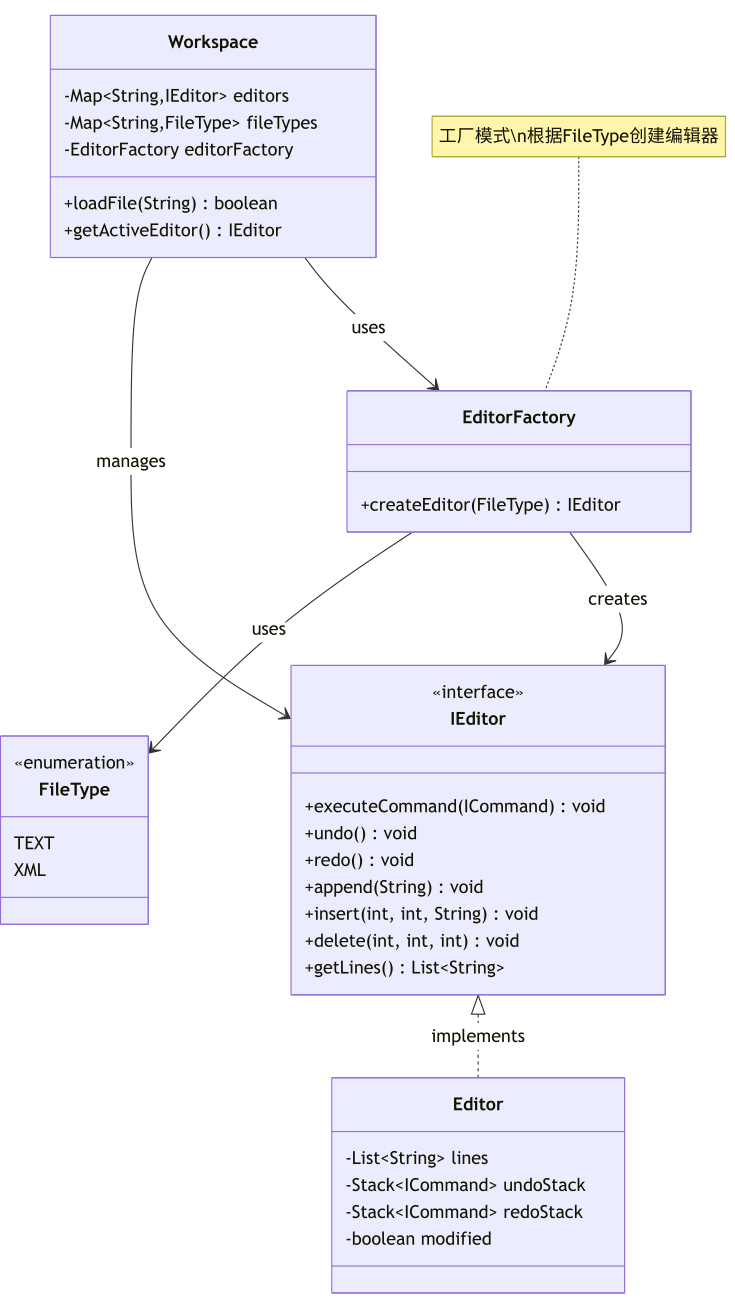 Workspace
-Map<String,IEditor> editors
-Map<String,FileType> fileTypes
-EditorFactory editorFactory
+loadFile(String) : boolean
+getActiveEditor() : IEditor
工厂模式\n根据FileType创建编辑器
uses
manages
EditorFactory
+createEditor(FileType) : IEditor
creates
uses
«enumeration»
FileType
TEXT
XML
«interface»
IEditor
+executeCommand(ICommand) : void
+undo() : void
+redo() : void
+append(String) : void
+insert(int, int, String) : void
+delete(int, int, int) : void
+getLines() : List<String>
implements
Editor
-List<String> lines
-Stack<ICommand> undoStack
-Stack<ICommand> redoStack
-boolean modified